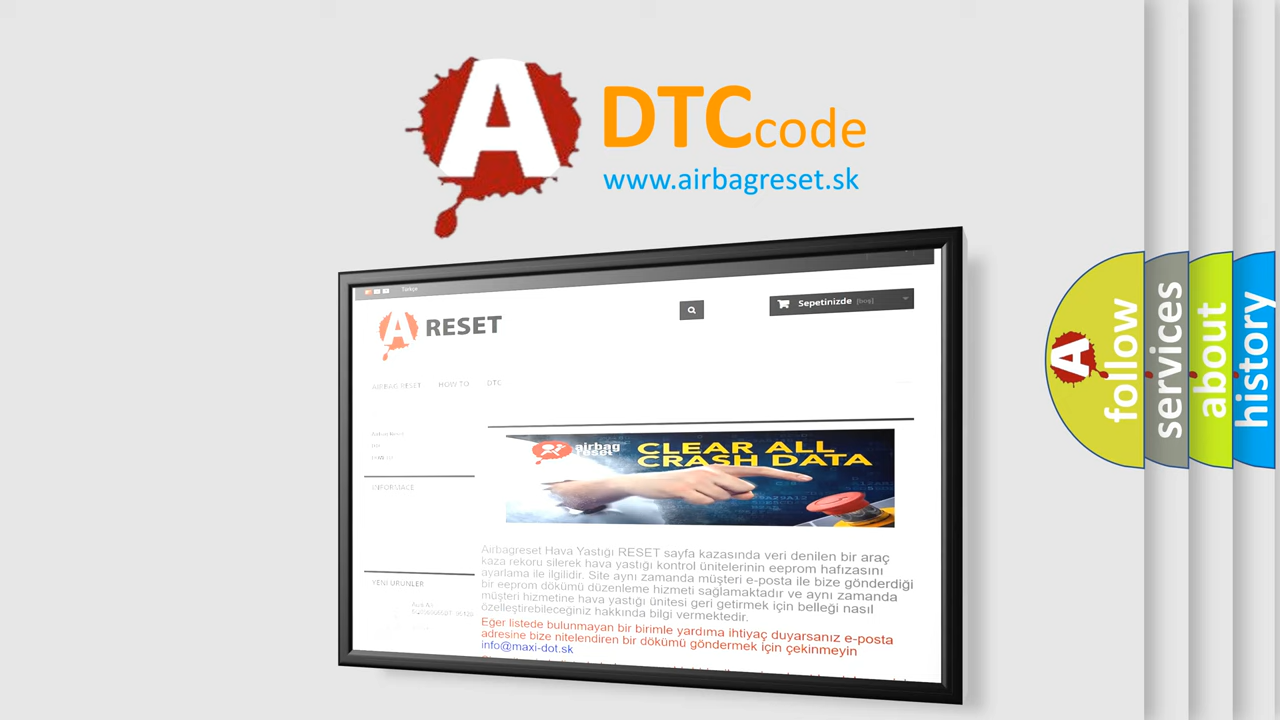 A DTC code
www.airbagreset.sk
Türkçe
A RESET
Sepetinizde [boş]
AIRBAG RESET HOW TO DTC
INFORMACE
airbag
reset
CLEAR ALL
CRASH DATA
Airbagreset Hava Yastığı RESET sayfa kazasında veri denilen bir araç
kaza rekoru silerek hava yastığı kontrol ünitelerinin eeprom hafızasını
ayarlama ile ilgilidir. Site aynı zamanda müşteri e-posta ile bize gönderdiği
bir eeprom dökümü düzenleme hizmeti sağlamaktadır ve aynı zamanda
müşteri hizmetine hava yastığı ünitesi geri getirmek için belleği nasıl
özelleştirebileceğiniz hakkında bilgi vermektedir.
Eğer listede bulunmayan bir birimle yardıma ihtiyaç duyarsanız e-posta
adresine bize nitelendiren bir dökümü göndermek için çekinmeyin
info@maxi-dot.sk
YENI ÜRÜNLER
A follow
services
about
history